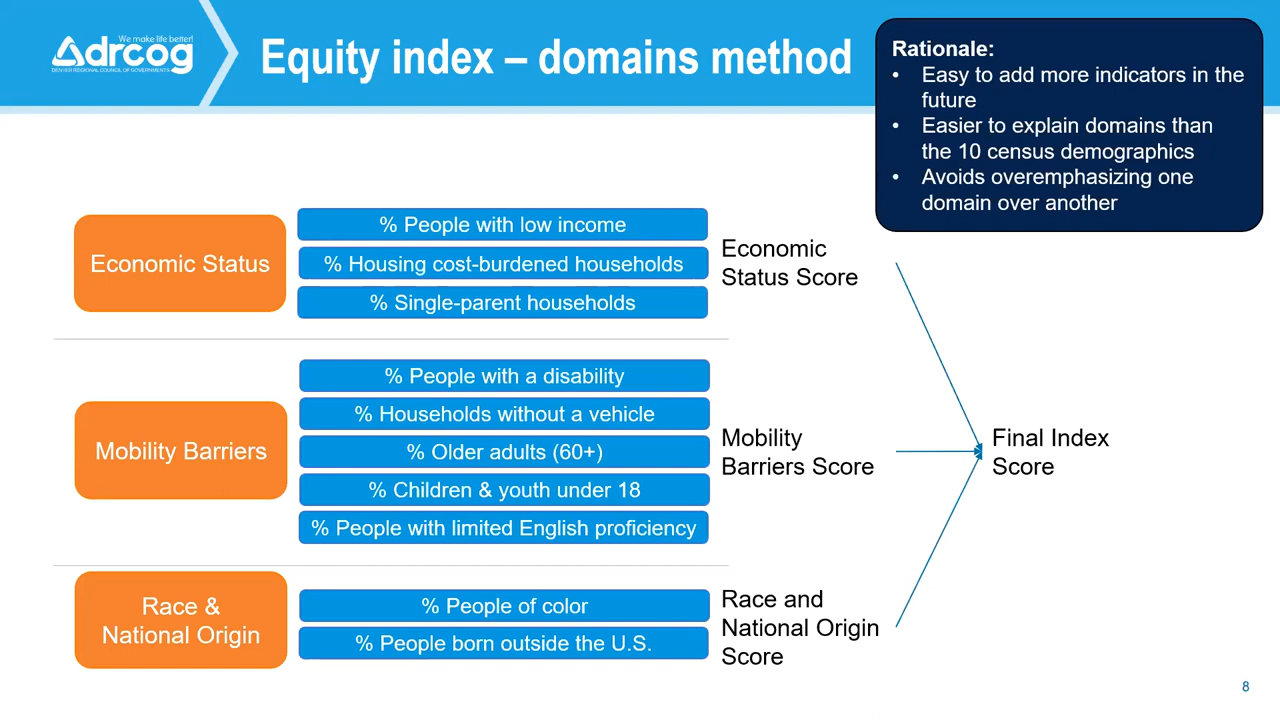 We make life better!
drcog
DENVER REGIONAL COUNCIL OF GOVERNMENTS
Equity index – domains method
Rationale:
• Easy to add more indicators in the
future
• Easier to explain domains than
the 10 census demographics
• Avoids overemphasizing one
domain over another
Economic Status
% People with low income
% Housing cost-burdened households
% Single-parent households
Economic
Status Score
Mobility Barriers
% People with a disability
% Households without a vehicle
% Older adults (60+)
% Children & youth under 18
% People with limited English proficiency
Mobility
Barriers Score
Final Index
Score
Race &
National Origin
% People of color
% People born outside the U.S.
Race and
National Origin
Score
8